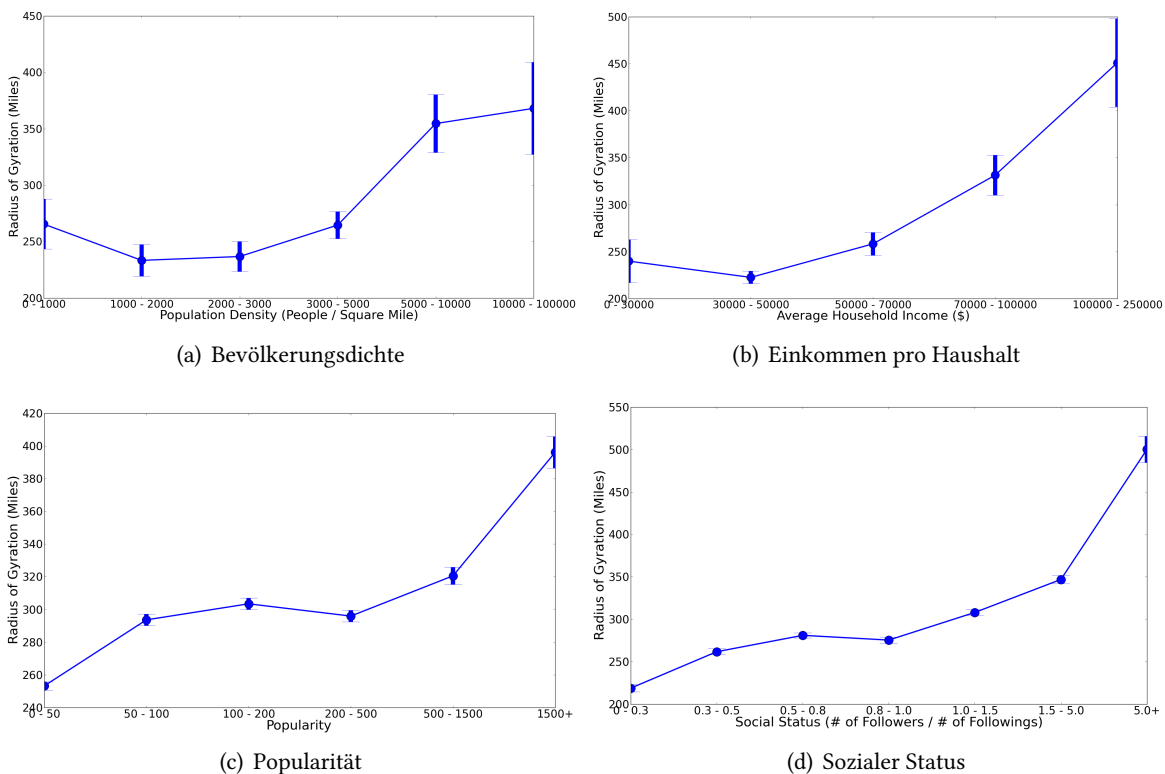 450
400
350
300
250
200
Radius of Gyration (Miles)
0 - 1000 1000 - 2000 2000 - 3000 3000 - 5000 5000 - 10000 10000 - 100000
Population Density (People / Square Mile)
(a) Bevölkerungsdichte
500
450
400
350
300
250
200
Radius of Gyration (Miles)
0 - 30000 30000 - 50000 50000 - 70000 70000 - 100000 100000 - 250000
Average Household Income ($)
(b) Einkommen pro Haushalt
420
400
380
360
340
320
300
280
260
240
Radius of Gyration (Miles)
0 - 50 50 - 100 100 - 200 200 - 500 500 - 1500 1500+
Popularity
(c) Popularität
550
500
450
400
350
300
250
200
Radius of Gyration (Miles)
0 - 0.3 0.3 - 0.5 0.5 - 0.8 0.8 - 1.0 1.0 - 1.5 1.5 - 5.0 5.0+
Social Status (# of Followers / # of Followings)
(d) Sozialer Status